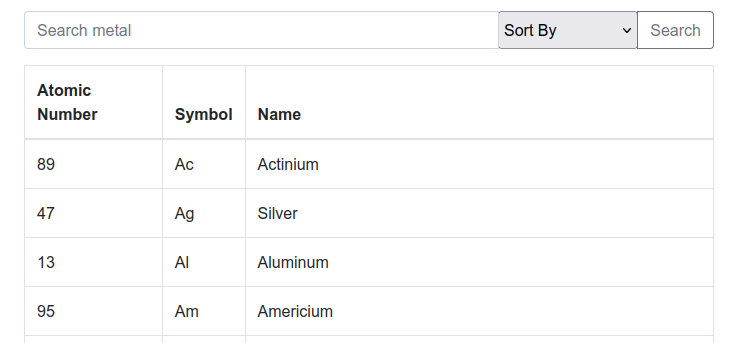 Search metal Sort By Search
Atomic
Number Symbol Name
89 Ac Actinium
47 Ag Silver
13 Al Aluminum
95 Am Americium